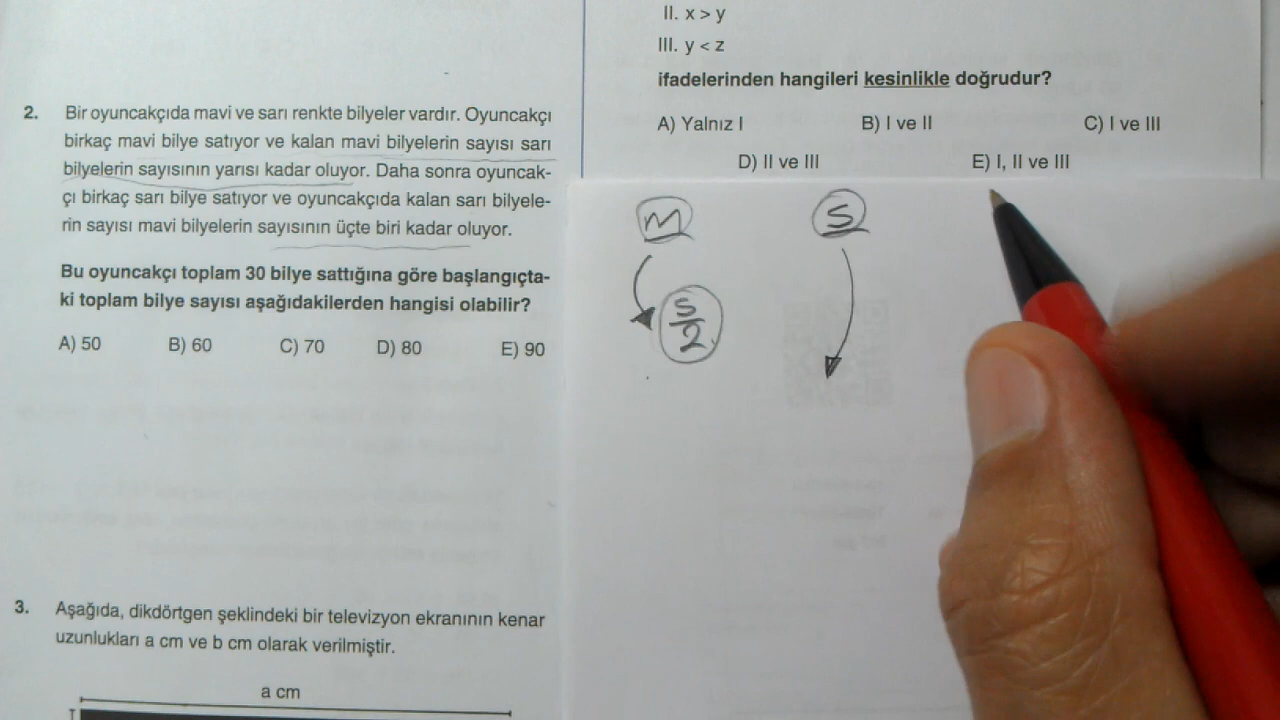 2. Bir oyuncakçıda mavi ve sarı renkte bilyeler vardır. Oyuncakçı
birkaç mavi bilye satıyor ve kalan mavi bilyelerin sayısı sarı
bilyelerin sayısının yarısı kadar oluyor. Daha sonra oyuncak-
çı birkaç sarı bilye satıyor ve oyuncakçıda kalan sarı bilyele-
rin sayısı mavi bilyelerin sayısının üçte biri kadar oluyor.
Bu oyuncakçı toplam 30 bilye sattığına göre başlangıçta-
ki toplam bilye sayısı aşağıdakilerden hangisi olabilir?
A) 50 B) 60 C) 70 D) 80 E) 90
3. Aşağıda, dikdörtgen şeklindeki bir televizyon ekranının kenar
uzunlukları a cm ve b cm olarak verilmiştir.
a cm
II. x > y
III. y < z
ifadelerinden hangileri kesinlikle doğrudur?
A) Yalnız I B) I ve II C) I ve III
D) II ve III E) I, II ve III
M S
S
2